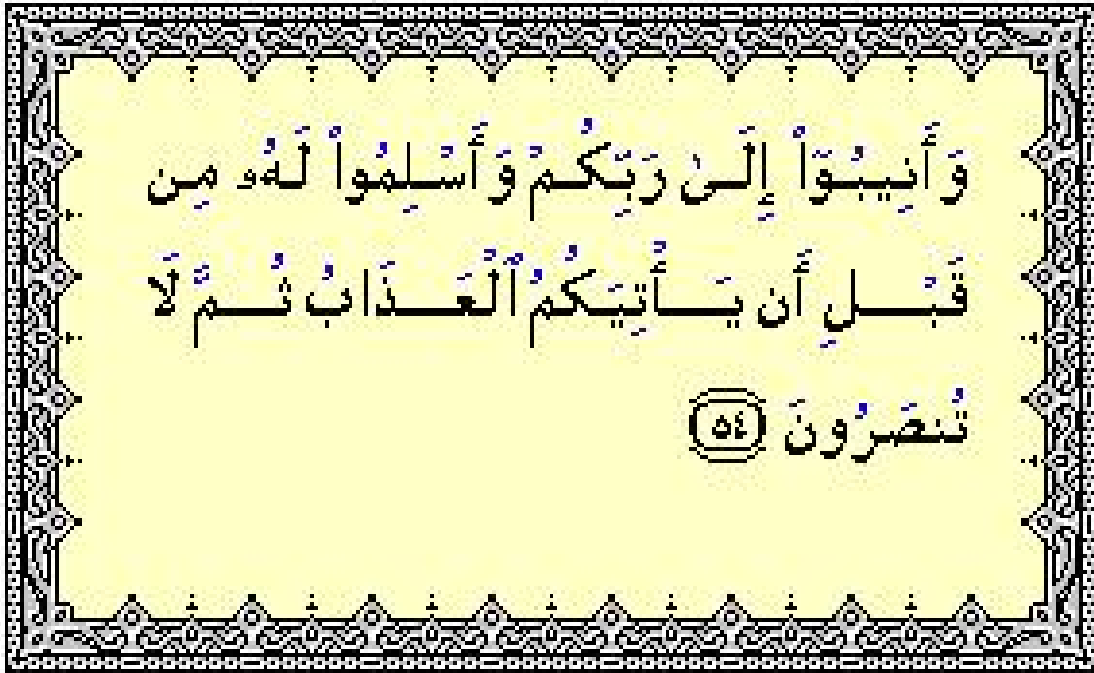 وَأَنِيبُوٓاْ إِلَىٰ رَبِّكُمۡ وَأَسۡلِمُواْ لَهُۥ مِن
قَبۡلِ أَن يَأۡتِيَكُمُ ٱلۡعَذَابُ ثُمَّ لَا
تُنصَرُونَ ٥٤